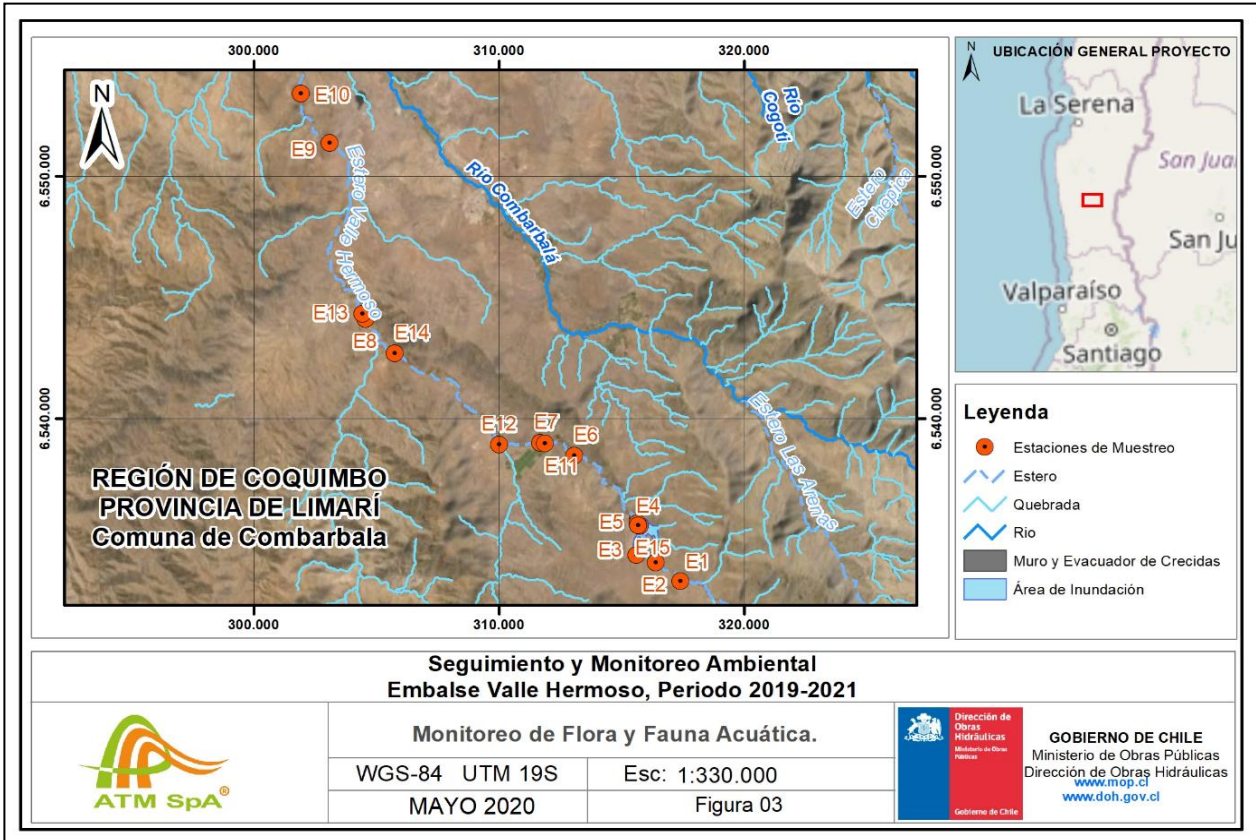 300.000
310.000
320.000
N
E10
E9
6.550.000
6.550.000
Estero Valle Hermoso
Río Combarbalá
Río
Cogotí
Estero
Chepica
E13
E8
E14
6.540.000
6.540.000
E12
E7
E11
E6
Estero Las Arenas
REGIÓN DE COQUIMBO
PROVINCIA DE LIMARÍ
Comuna de Combarbala
E4
E5
E3
E15
E1
E2
300.000
310.000
320.000
N
UBICACIÓN GENERAL PROYECTO
La Serena
San Jua
San Ju
Valparaíso
Santiago
Leyenda
Estaciones de Muestreo
Estero
Quebrada
Rio
Muro y Evacuador de Crecidas
Área de Inundación
Seguimiento y Monitoreo Ambiental
Embalse Valle Hermoso, Periodo 2019-2021
ATM SpA®
Monitoreo de Flora y Fauna Acuática.
WGS-84 UTM 19S
Esc: 1:330.000
MAYO 2020
Figura 03
Dirección de
Obras
Hidráulicas
Ministerio de Obras
Públicas
Gobierno de Chile
GOBIERNO DE CHILE
Ministerio de Obras Públicas
Dirección de Obras Hidráulicas
www.mop.cl
www.doh.gov.cl